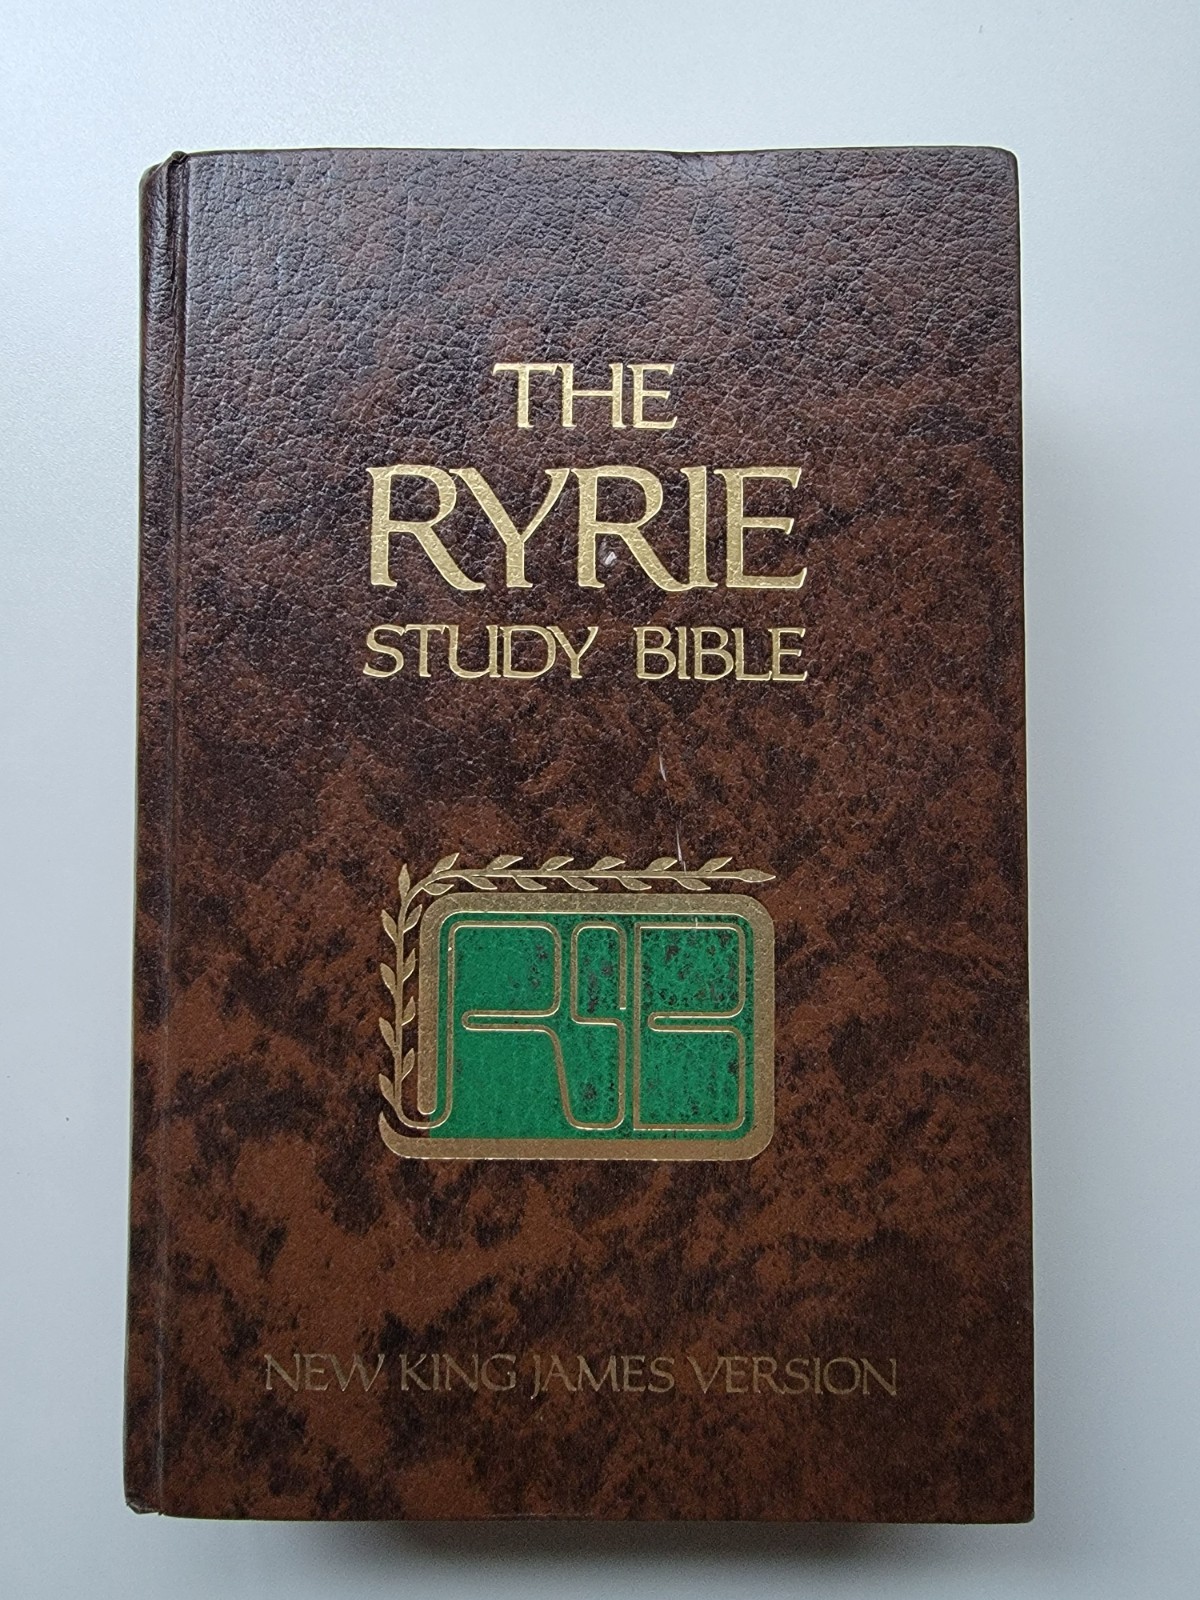 THE
RYRIE
STUDY BIBLE
RSB
NEW KING JAMES VERSION